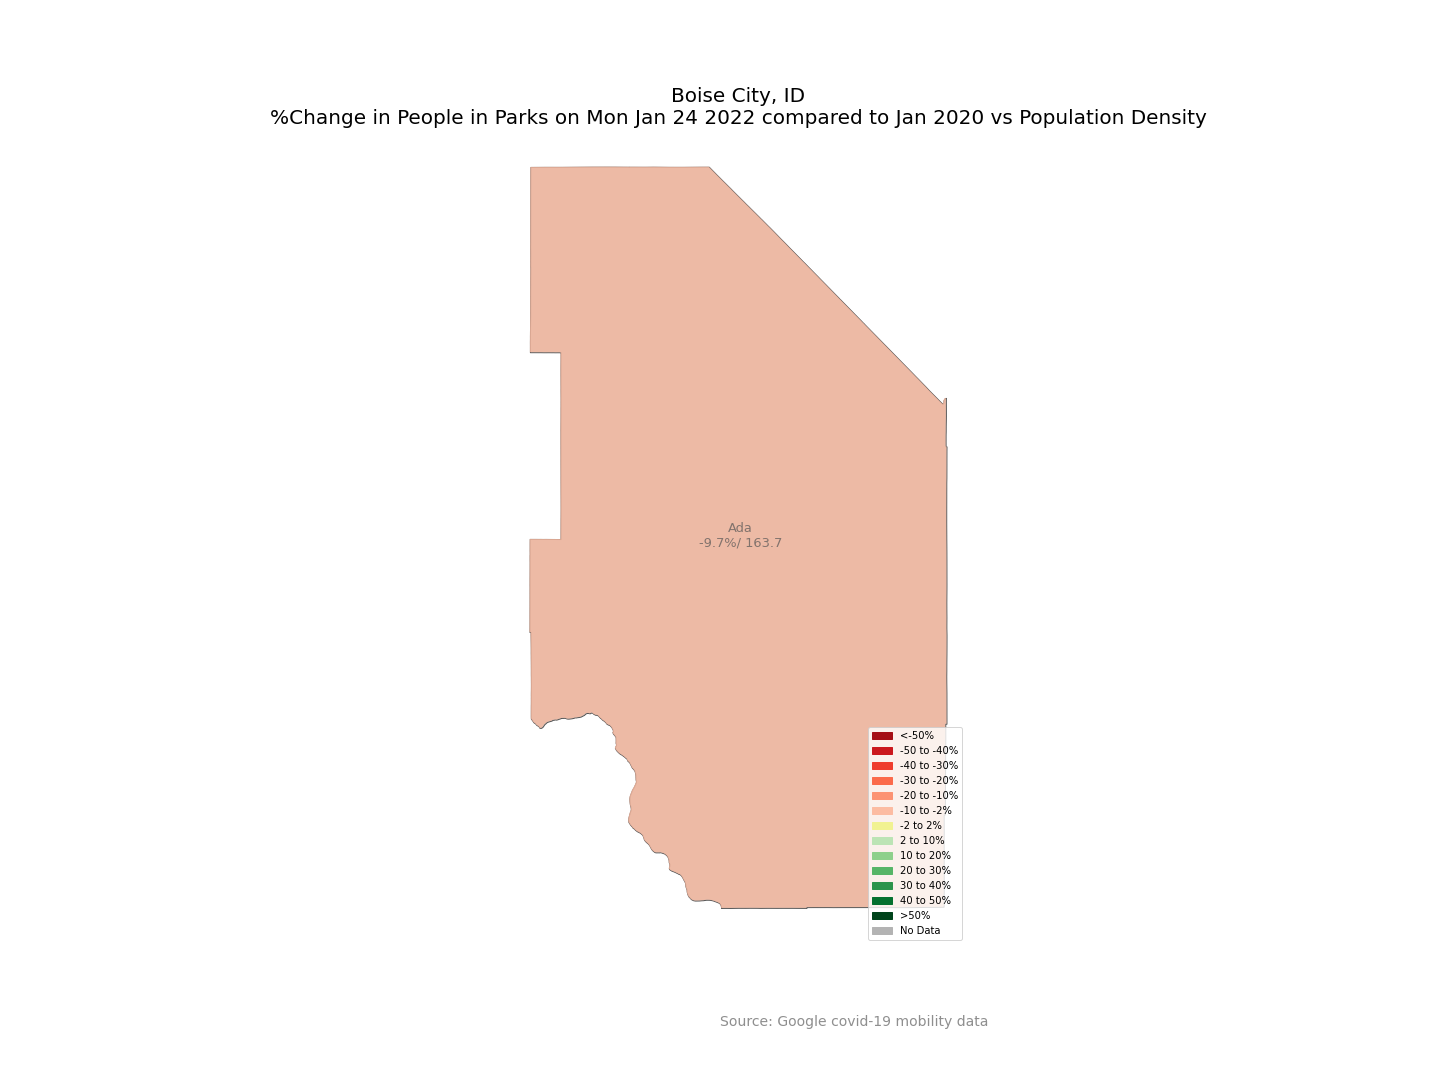 Boise City, ID
%Change in People in Parks on Mon Jan 24 2022 compared to Jan 2020 vs Population Density
Ada
-9.7%/ 163.7
<-50%
-50 to -40%
-40 to -30%
-30 to -20%
-20 to -10%
-10 to -2%
-2 to 2%
2 to 10%
10 to 20%
20 to 30%
30 to 40%
40 to 50%
>50%
No Data
Source: Google covid-19 mobility data